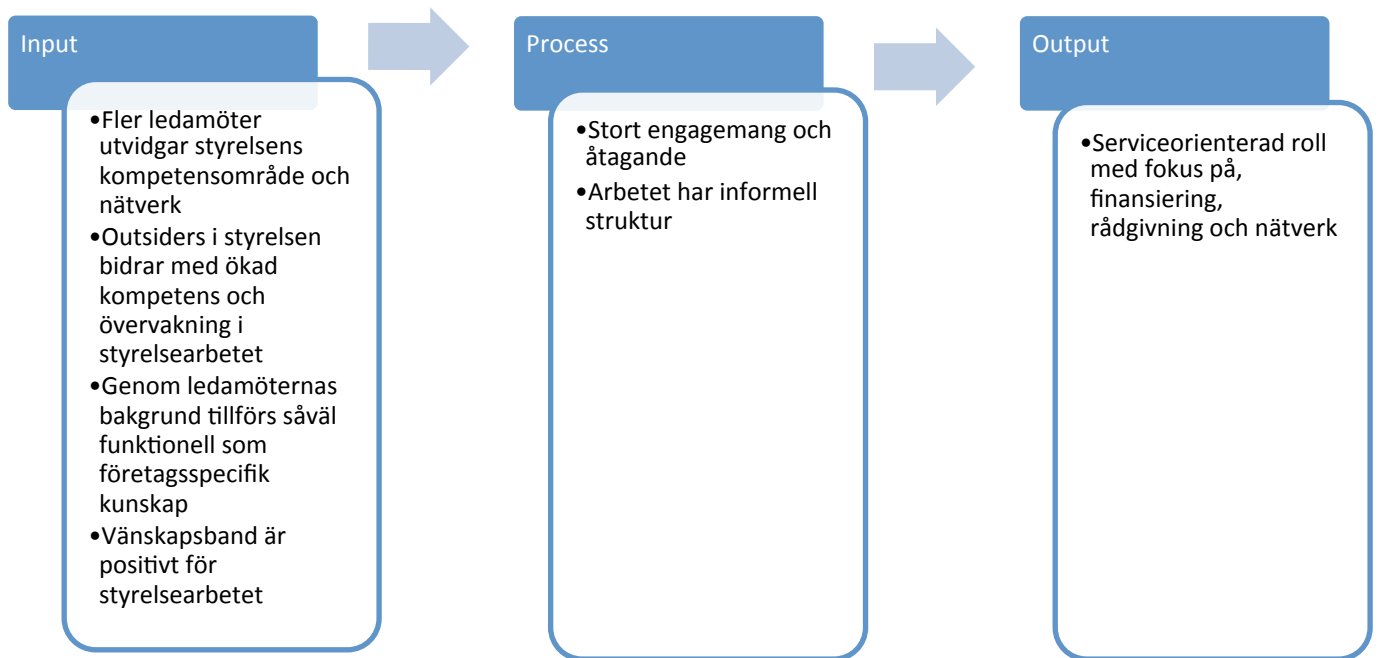 Input
•Fler ledamöter
utvidgar styrelsens
kompetensområde och
nätverk
•Outsiders i styrelsen
bidrar med ökad
kompetens och
övervakning i
styrelsearbetet
•Genom ledamöternas
bakgrund tillförs såväl
funktionell som
företagsspecifik
kunskap
•Vänskapsband är
positivt för
styrelsearbetet
Process
•Stort engagemang och
åtagande
•Arbetet har informell
struktur
Output
•Serviceorienterad roll
med fokus på,
finansiering,
rådgivning och nätverk